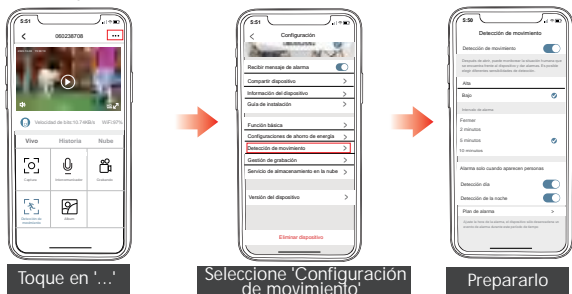 5:51
080238708
...
Velocidad de bits:10.7 MB/s WiFi:97%
Vivo Historia Nube
Captura Intercomunicador Grabando
Detección de movimiento Álbum
Toque en '...'
5:51
Configuración
Recibir mensaje de alarma
Compartir dispositivo
Información del dispositivo
Guía de instalación
Función básica
Configuraciones de ahorro de energía
Detección de movimiento
Gestión de grabación
Servicio de almacenamiento en la nube
Versión del dispositivo
Eliminar dispositivo
Seleccione 'Configuración
de movimiento'
5:50
Detección de movimiento
Detección de movimiento
Alta
Bajo
Intervalo de alarma
Fermer
2 minutos
5 minutos
10 minutos
Alarma solo cuando aparecen personas
Detección día
Detección de la noche
Plan de alarma
Prepararlo